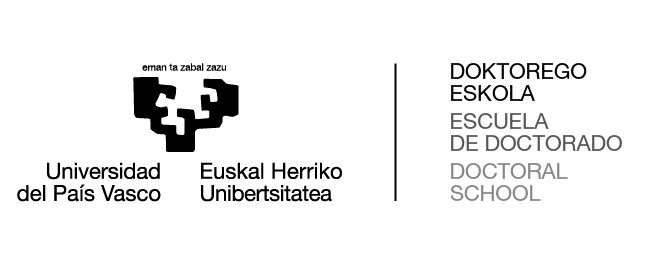 eman ta zabal zazu
Universidad
del País Vasco
Euskal Herriko
Unibertsitatea
DOKTOREGO
ESKOLA
ESCUELA
DE DOCTORADO
DOCTORAL
SCHOOL